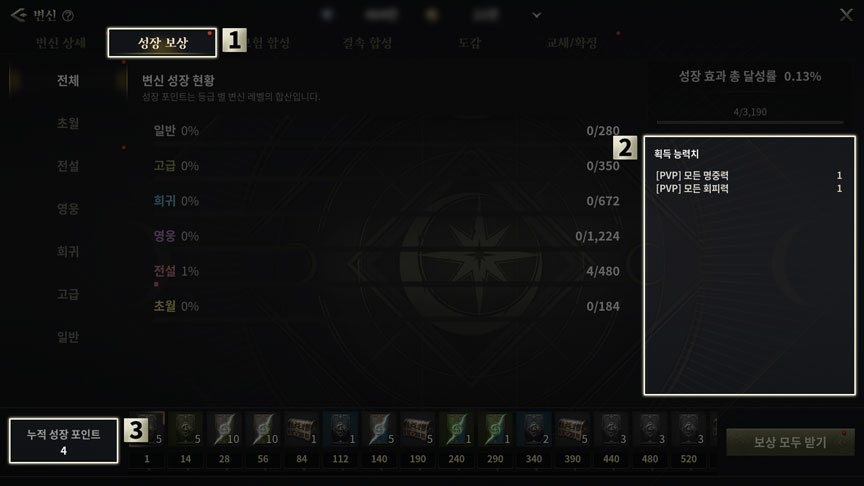 변신
변신 상세
성장 보상
1
합성
결속 합성
도감
교체/확정
전체
초월
전설
영웅
희귀
고급
일반
변신 성장 현황
성장 포인트는 등급 별 변신 레벨의 합산입니다.
일반 0% 0/280
고급 0% 0/350
희귀 0% 0/672
영웅 0% 0/1,224
전설 1% 4/480
초월 0% 0/184
성장 효과 총 달성률 0.13%
4/3,190
2
획득 능력치
[PVP] 모든 명중력 1
[PVP] 모든 회피력 1
누적 성장 포인트
4
3
5 5 10 10 1 1 5 5 1 1 2 5 3 3 3
1 14 28 56 84 112 140 190 240 290 340 390 440 480 520
보상 모두 받기